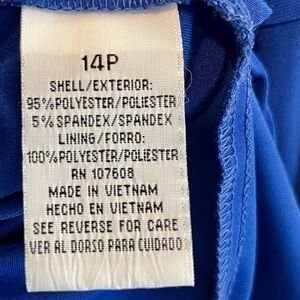 14P
SHELL/EXTERIOR:
95%POLYESTER/POLIESTER
5%SPANDEX/SPANDEX
LINING/FORRO:
100%POLYESTER/POLIESTER
RN 107608
MADE IN VIETNAM
HECHO EN VIETNAM
SEE REVERSE FOR CARE
VER AL DORSO PARA CUIDADO